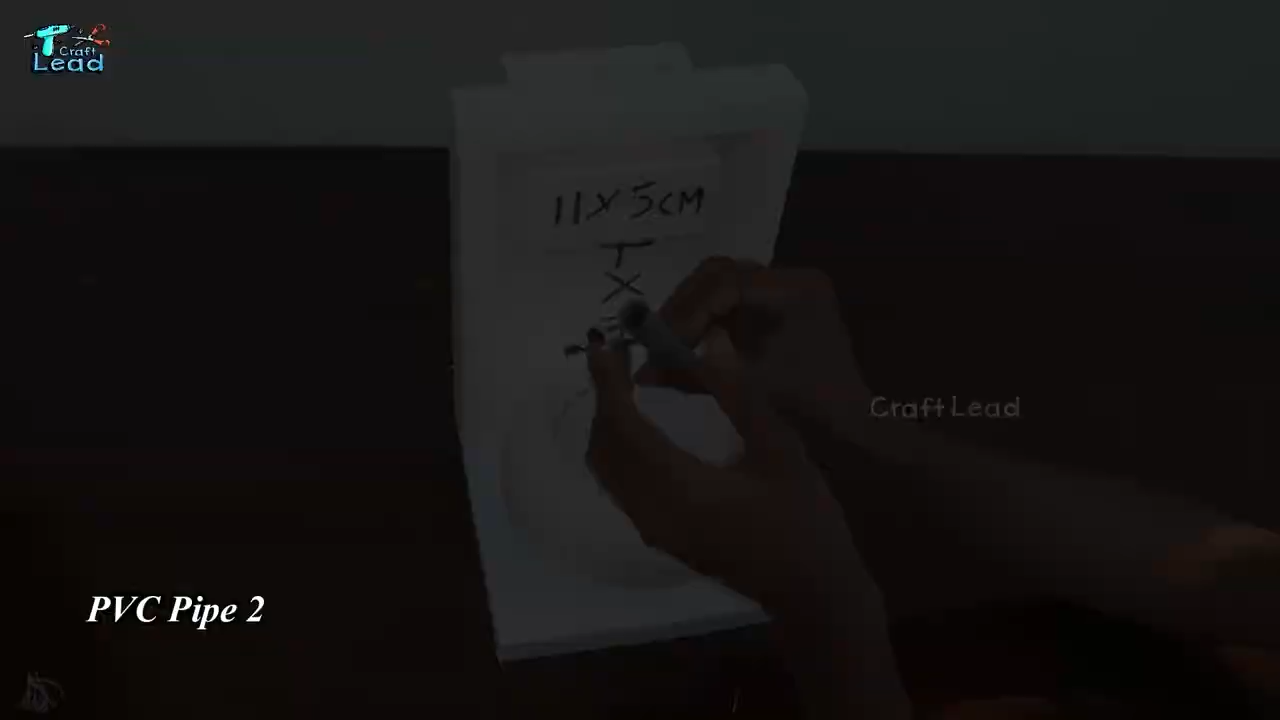 Craft
Lead
11X5CM
T
X
Craft Lead
PVC Pipe 2